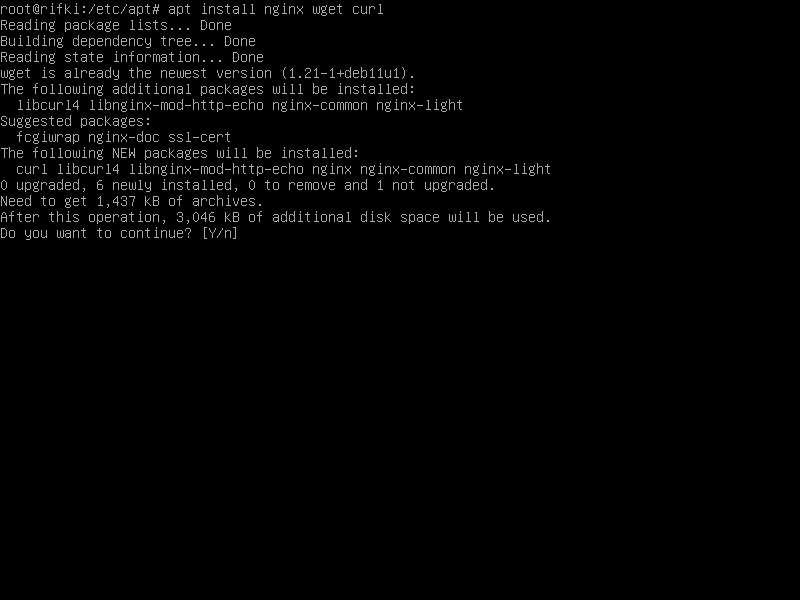 root@rifki:/etc/apt# apt install nginx wget curl
Reading package lists... Done
Building dependency tree... Done
Reading state information... Done
wget is already the newest version (1.21-1+deb11u1).
The following additional packages will be installed:
  libcurl4 libnginx-mod-http-echo nginx-common nginx-light
Suggested packages:
  fcgiwrap nginx-doc ssl-cert
The following NEW packages will be installed:
  curl libcurl4 libnginx-mod-http-echo nginx nginx-common nginx-light
0 upgraded, 6 newly installed, 0 to remove and 1 not upgraded.
Need to get 1,437 kB of archives.
After this operation, 3,046 kB of additional disk space will be used.
Do you want to continue? [Y/n]